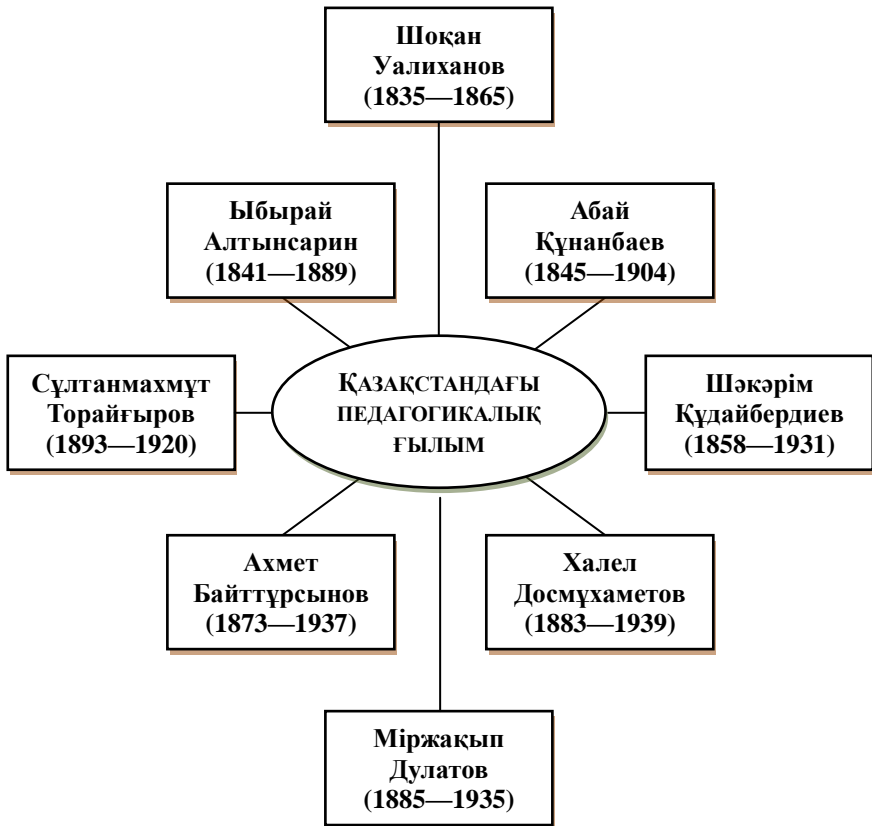 Шоқан
Уалиханов
(1835—1865)
Ыбырай
Алтынсарин
(1841—1889)
Абай
Құнанбаев
(1845—1904)
Сұлтанмахмұт
Торайғыров
(1893—1920)
ҚАЗАҚСТАНДАҒЫ
ПЕДАГОГИКАЛЫҚ
ҒЫЛЫМ
Шәкәрім
Құдайбердиев
(1858—1931)
Ахмет
Байттұрсынов
(1873—1937)
Халел
Досмұхаметов
(1883—1939)
Міржақып
Дулатов
(1885—1935)